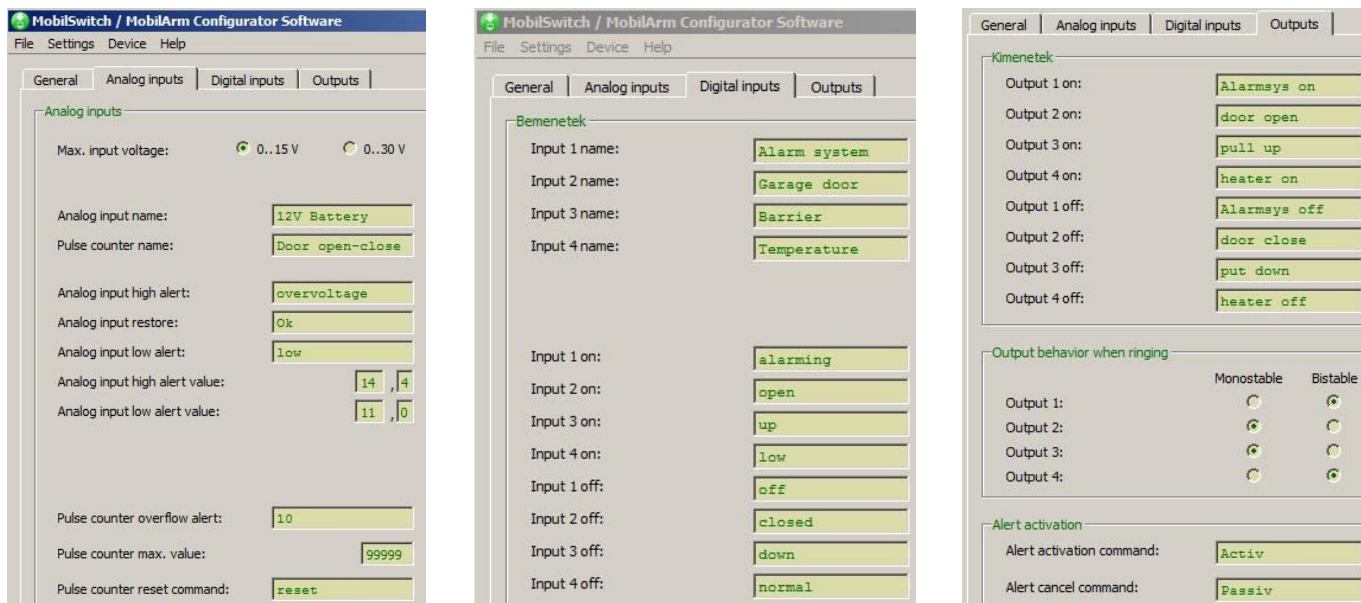 MobilSwitch / MobilArm Configurator Software
File Settings Device Help
General Analog inputs Digital inputs Outputs
Analog inputs
Max. input voltage: 0..15 V 0..30 V
Analog input name: 12V Battery
Pulse counter name: Door open-close
Analog input high alert: overvoltage
Analog input restore: Ok
Analog input low alert: low
Analog input high alert value: 14 , 4
Analog input low alert value: 11 , 0
Pulse counter overflow alert: 10
Pulse counter max. value: 99999
Pulse counter reset command: reset
MobilSwitch / MobilArm Configurator Software
File Settings Device Help
General Analog inputs Digital inputs Outputs
Bemenetek
Input 1 name: Alarm system
Input 2 name: Garage door
Input 3 name: Barrier
Input 4 name: Temperature
Input 1 on: alarming
Input 2 on: open
Input 3 on: up
Input 4 on: low
Input 1 off: off
Input 2 off: closed
Input 3 off: down
Input 4 off: normal
General Analog inputs Digital inputs Outputs
Kimenetek
Output 1 on: Alarmsys on
Output 2 on: door open
Output 3 on: pull up
Output 4 on: heater on
Output 1 off: Alarmsys off
Output 2 off: door close
Output 3 off: put down
Output 4 off: heater off
Output behavior when ringing
Monostable Bistable
Output 1:
Output 2:
Output 3:
Output 4:
Alert activation
Alert activation command: Activ
Alert cancel command: Passiv